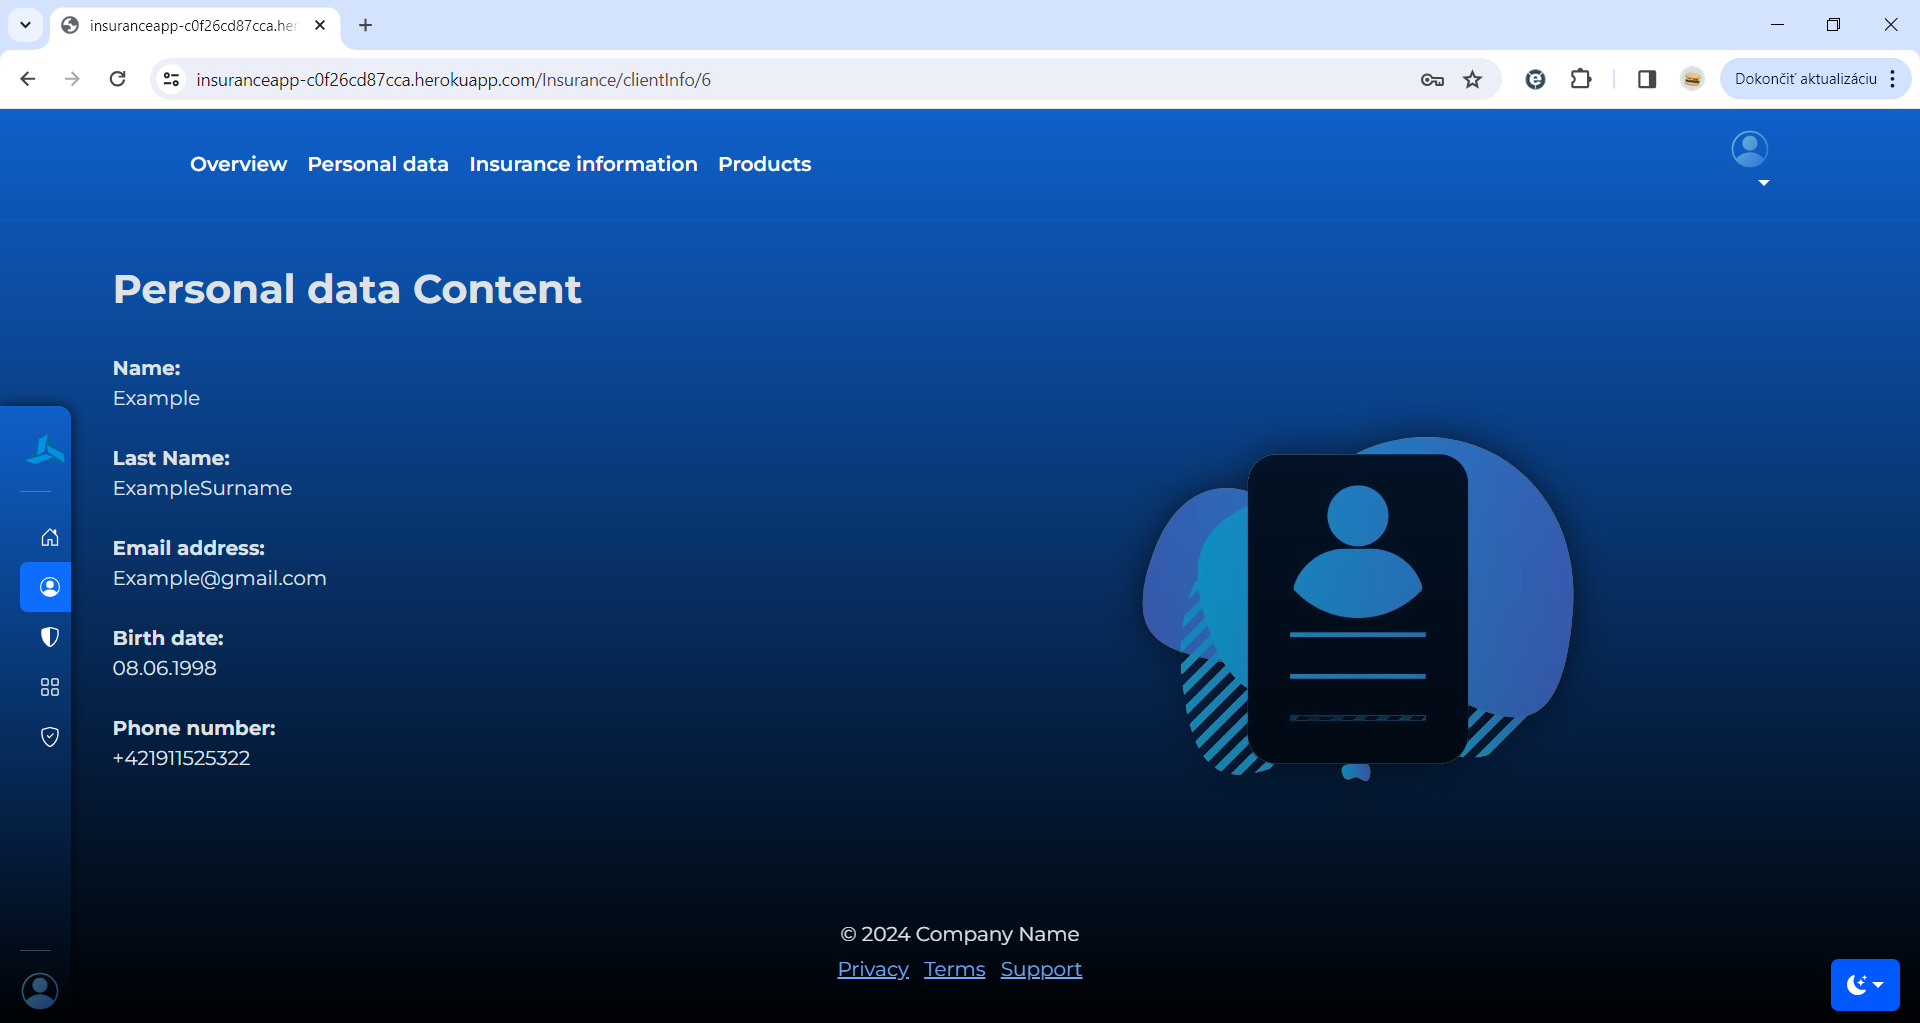 insuranceapp-c0f26cd87cca.her
insuranceapp-c0f26cd87cca.herokuapp.com/Insurance/clientInfo/6
Dokončiť aktualizáciu
Overview Personal data Insurance information Products
Personal data Content
Name:
Example
Last Name:
ExampleSurname
Email address:
Example@gmail.com
Birth date:
08.06.1998
Phone number:
+421911525322
© 2024 Company Name
Privacy Terms Support